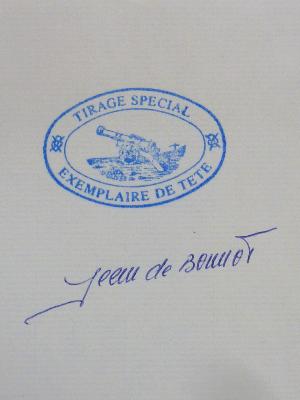 TIRAGE SPECIAL
EXEMPLAIRE DE TETE
Jean de Bonnot